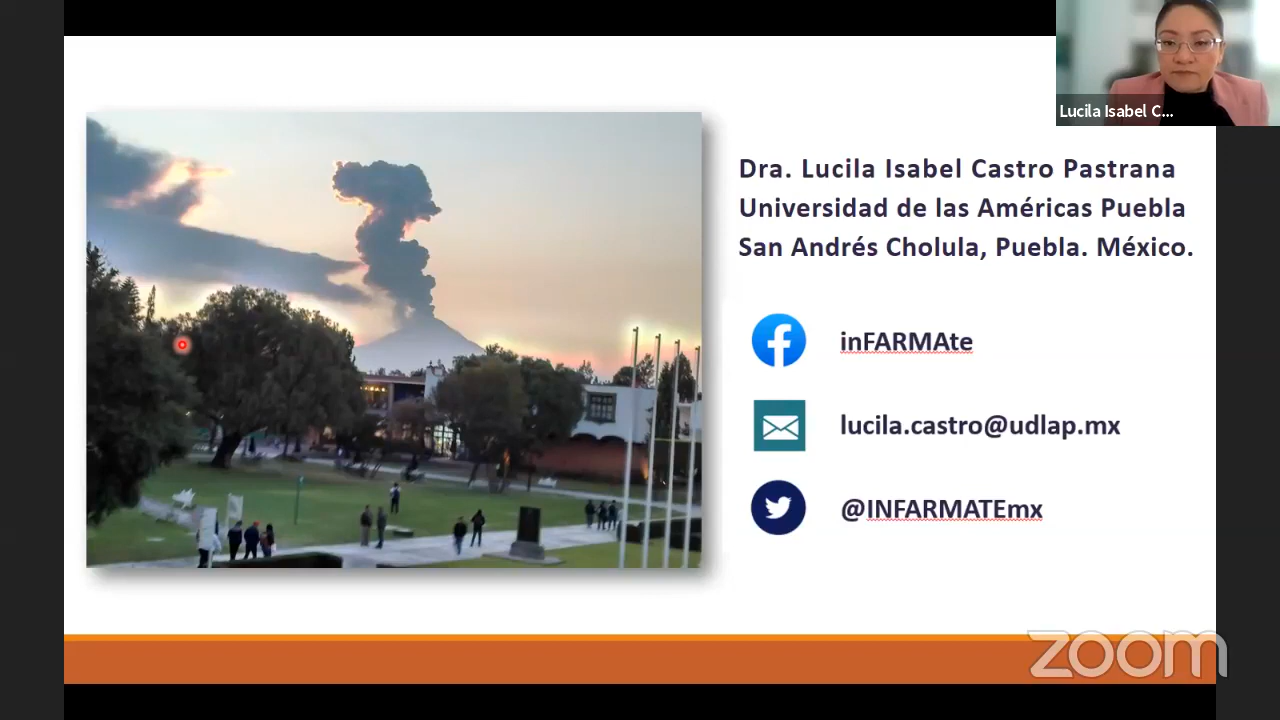 Lucila Isabel C...
Dra. Lucila Isabel Castro Pastrana
Universidad de las Américas Puebla
San Andrés Cholula, Puebla. México.
inFARMAte
lucila.castro@udlap.mx
@INFARMATEmx
zoom